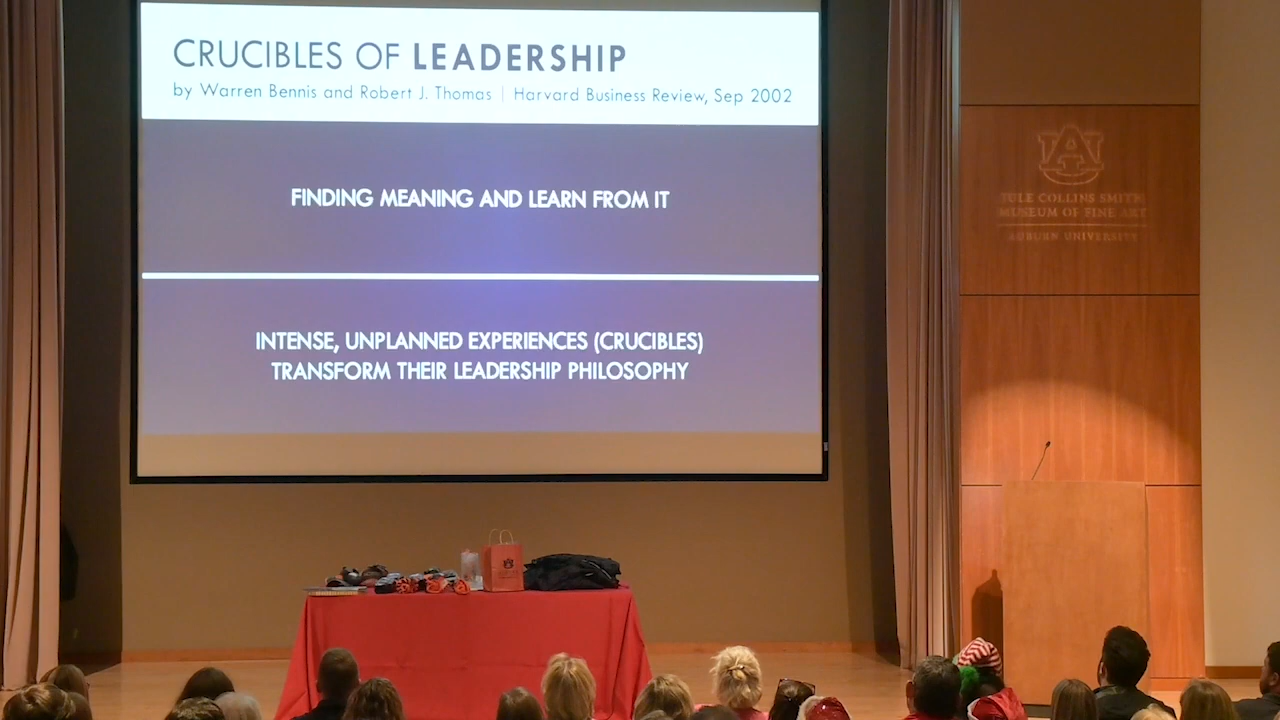 CRUCIBLES OF LEADERSHIP
by Warren Bennis and Robert J. Thomas | Harvard Business Review, Sep 2002
FINDING MEANING AND LEARN FROM IT
INTENSE, UNPLANNED EXPERIENCES (CRUCIBLES)
TRANSFORM THEIR LEADERSHIP PHILOSOPHY
AU
JULE COLLINS SMITH
MUSEUM OF FINE ART
AUBURN UNIVERSITY